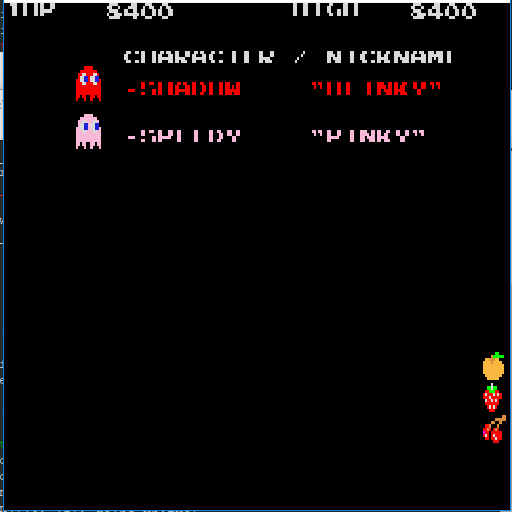 8400 HIGH 8400
CHARACTER / NICKNAME
-SHADOW "BLINKY"
-SPEEDY "PINKY"